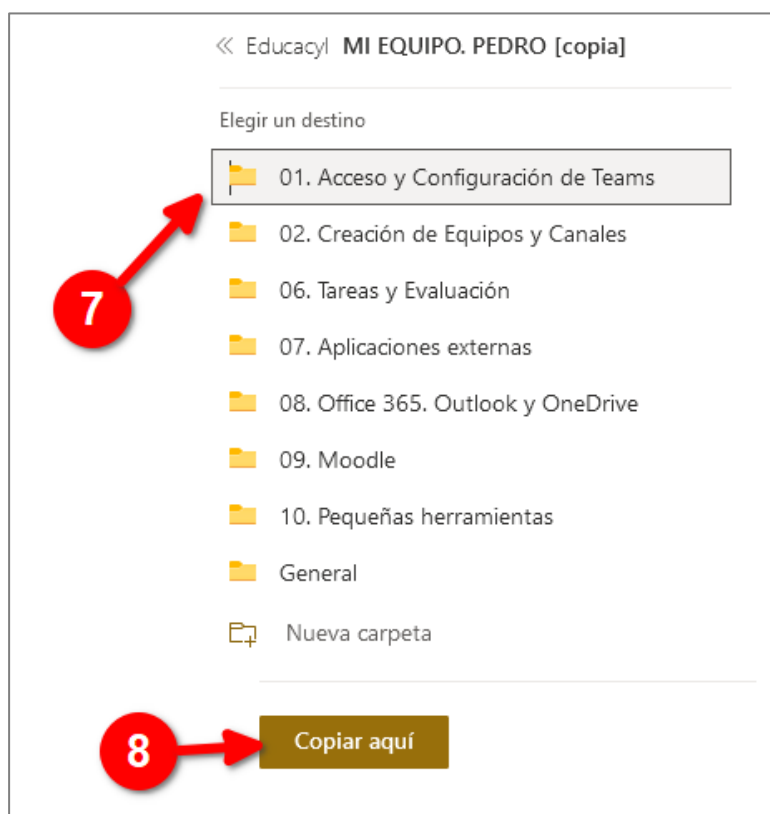 Educacyl MI EQUIPO. PEDRO [copia]
Elegir un destino
01. Acceso y Configuración de Teams
02. Creación de Equipos y Canales
7
06. Tareas y Evaluación
07. Aplicaciones externas
08. Office 365. Outlook y OneDrive
09. Moodle
10. Pequeñas herramientas
General
Nueva carpeta
8 Copiar aquí